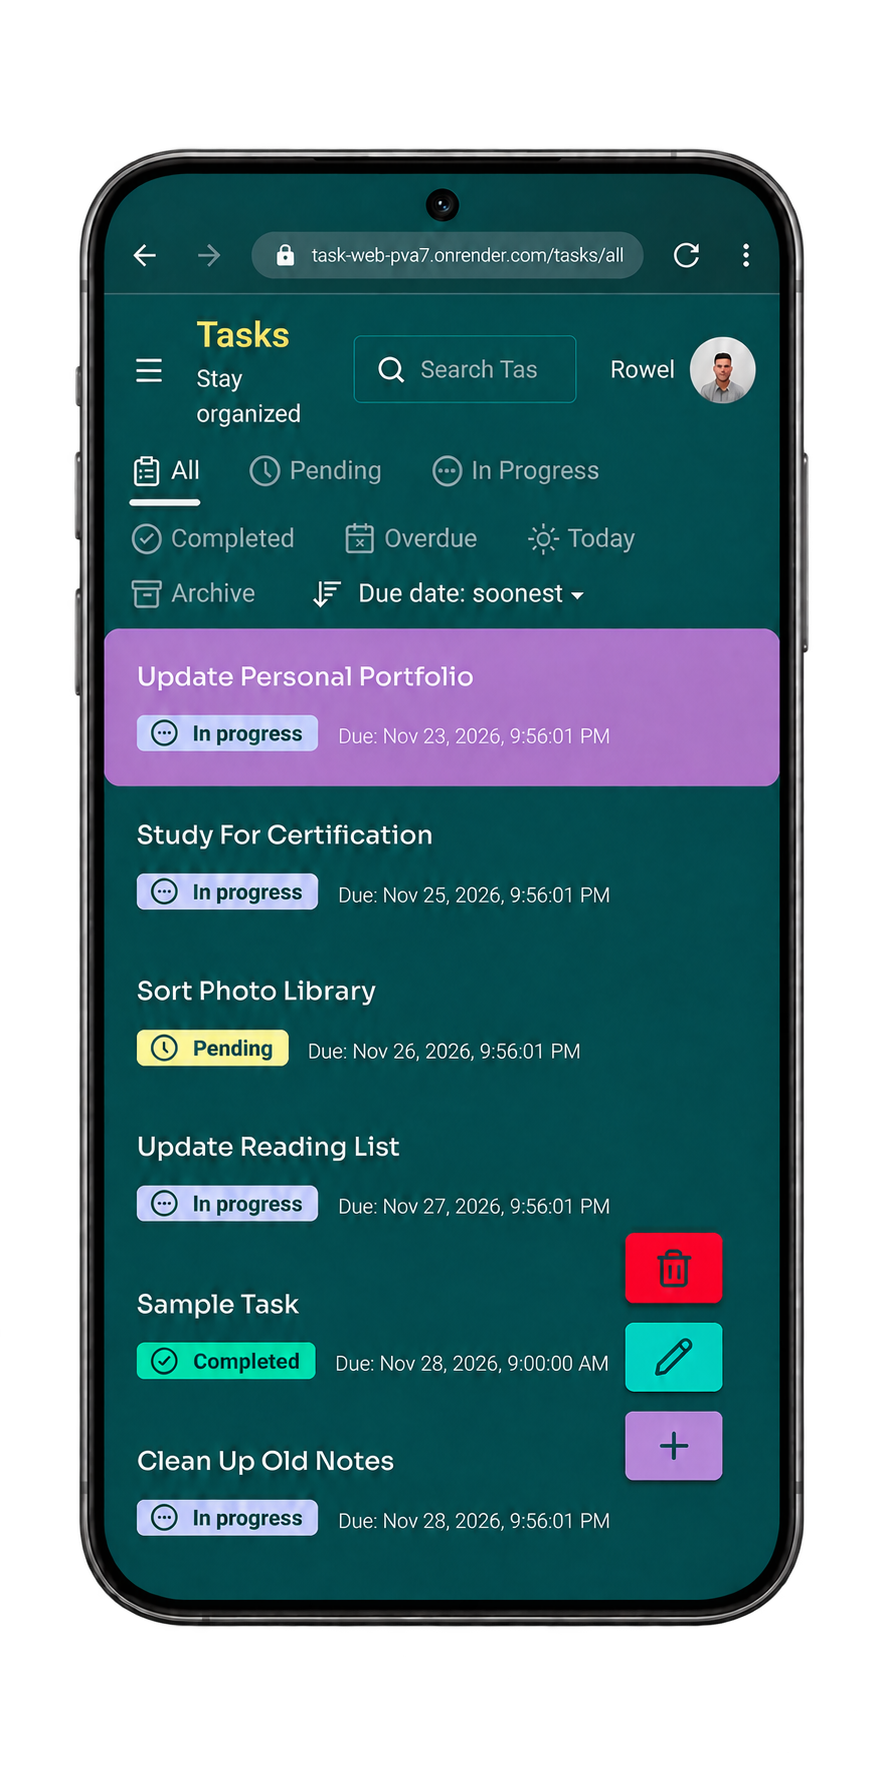 task-web-pva7.onrender.com/tasks/all
Tasks
Stay
organized
Search Tas
Rowel
All
Pending
In Progress
Completed
Overdue
Today
Archive
Due date: soonest
Update Personal Portfolio
In progress
Due: Nov 23, 2026, 9:56:01 PM
Study For Certification
In progress
Due: Nov 25, 2026, 9:56:01 PM
Sort Photo Library
Pending
Due: Nov 26, 2026, 9:56:01 PM
Update Reading List
In progress
Due: Nov 27, 2026, 9:56:01 PM
Sample Task
Completed
Due: Nov 28, 2026, 9:00:00 AM
Clean Up Old Notes
In progress
Due: Nov 28, 2026, 9:56:01 PM